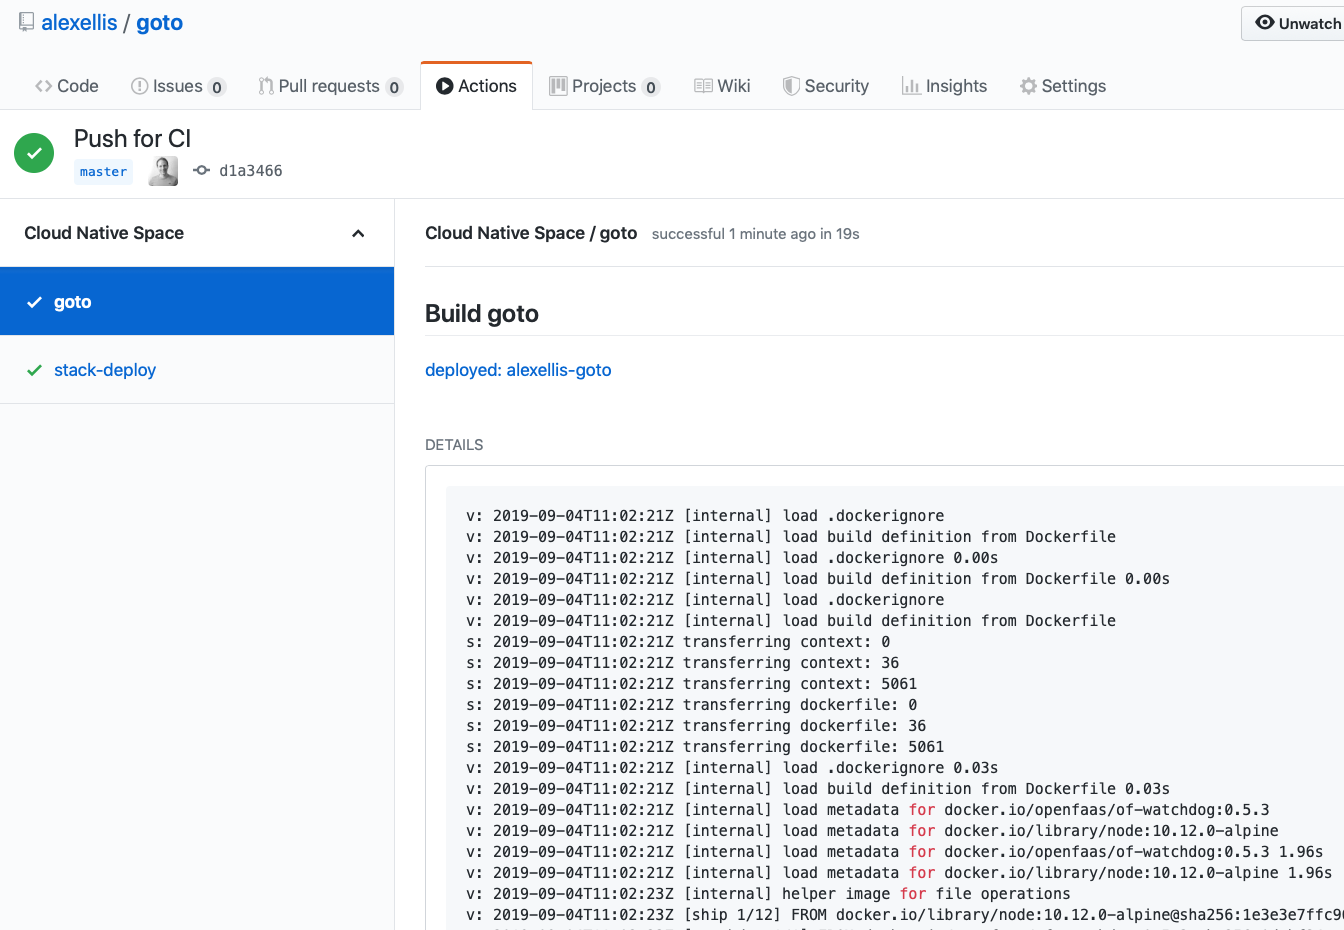 alexellis / goto
Unwatch
Code
Issues 0
Pull requests 0
Actions
Projects 0
Wiki
Security
Insights
Settings
Push for CI
master
d1a3466
Cloud Native Space
goto
stack-deploy
Cloud Native Space / goto successful 1 minute ago in 19s
Build goto
deployed: alexellis-goto
DETAILS
v: 2019-09-04T11:02:21Z [internal] load .dockerignore
v: 2019-09-04T11:02:21Z [internal] load build definition from Dockerfile
v: 2019-09-04T11:02:21Z [internal] load .dockerignore 0.00s
v: 2019-09-04T11:02:21Z [internal] load build definition from Dockerfile 0.00s
v: 2019-09-04T11:02:21Z [internal] load .dockerignore
v: 2019-09-04T11:02:21Z [internal] load build definition from Dockerfile
s: 2019-09-04T11:02:21Z transferring context: 0
s: 2019-09-04T11:02:21Z transferring context: 36
s: 2019-09-04T11:02:21Z transferring context: 5061
s: 2019-09-04T11:02:21Z transferring dockerfile: 0
s: 2019-09-04T11:02:21Z transferring dockerfile: 36
s: 2019-09-04T11:02:21Z transferring dockerfile: 5061
v: 2019-09-04T11:02:21Z [internal] load .dockerignore 0.03s
v: 2019-09-04T11:02:21Z [internal] load build definition from Dockerfile 0.03s
v: 2019-09-04T11:02:21Z [internal] load metadata for docker.io/openfaas/of-watchdog:0.5.3
v: 2019-09-04T11:02:21Z [internal] load metadata for docker.io/library/node:10.12.0-alpine
v: 2019-09-04T11:02:21Z [internal] load metadata for docker.io/openfaas/of-watchdog:0.5.3 1.96s
v: 2019-09-04T11:02:21Z [internal] load metadata for docker.io/library/node:10.12.0-alpine 1.96s
v: 2019-09-04T11:02:23Z [internal] helper image for file operations
v: 2019-09-04T11:02:23Z [ship 1/12] FROM docker.io/library/node:10.12.0-alpine@sha256:1e3e3e7ffc9